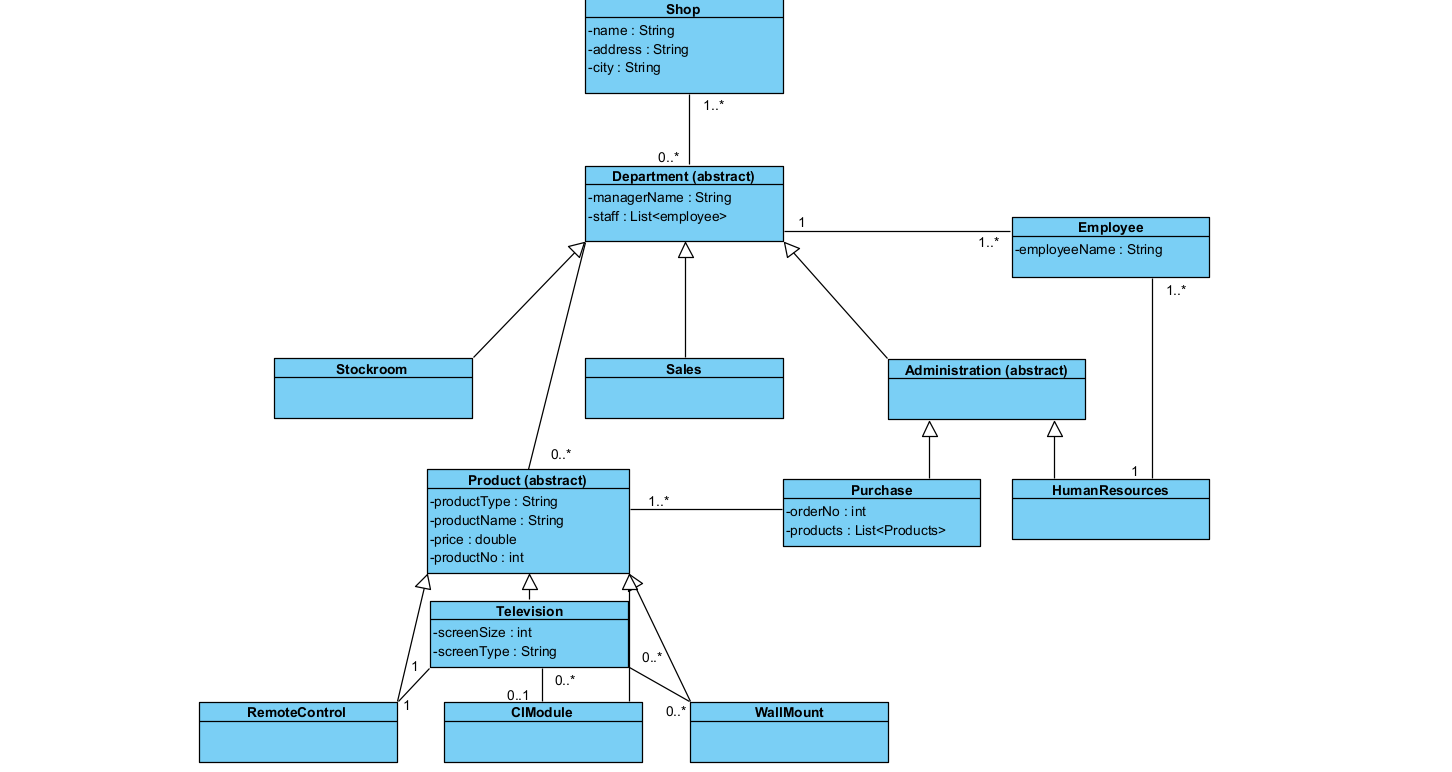 Shop
-name : String
-address : String
-city : String
1..*
0..*
Department (abstract)
-managerName : String
-staff : List<employee>
1
1..*
Employee
-employeeName : String
1..*
Stockroom
Sales
Administration (abstract)
0..*
1
Product (abstract)
-productType : String
-productName : String
-price : double
-productNo : int
1..*
Purchase
-orderNo : int
-products : List<Products>
HumanResources
Television
-screenSize : int
-screenType : String
1
0..*
0..*
0..1
1
0..*
RemoteControl
CIModule
WallMount